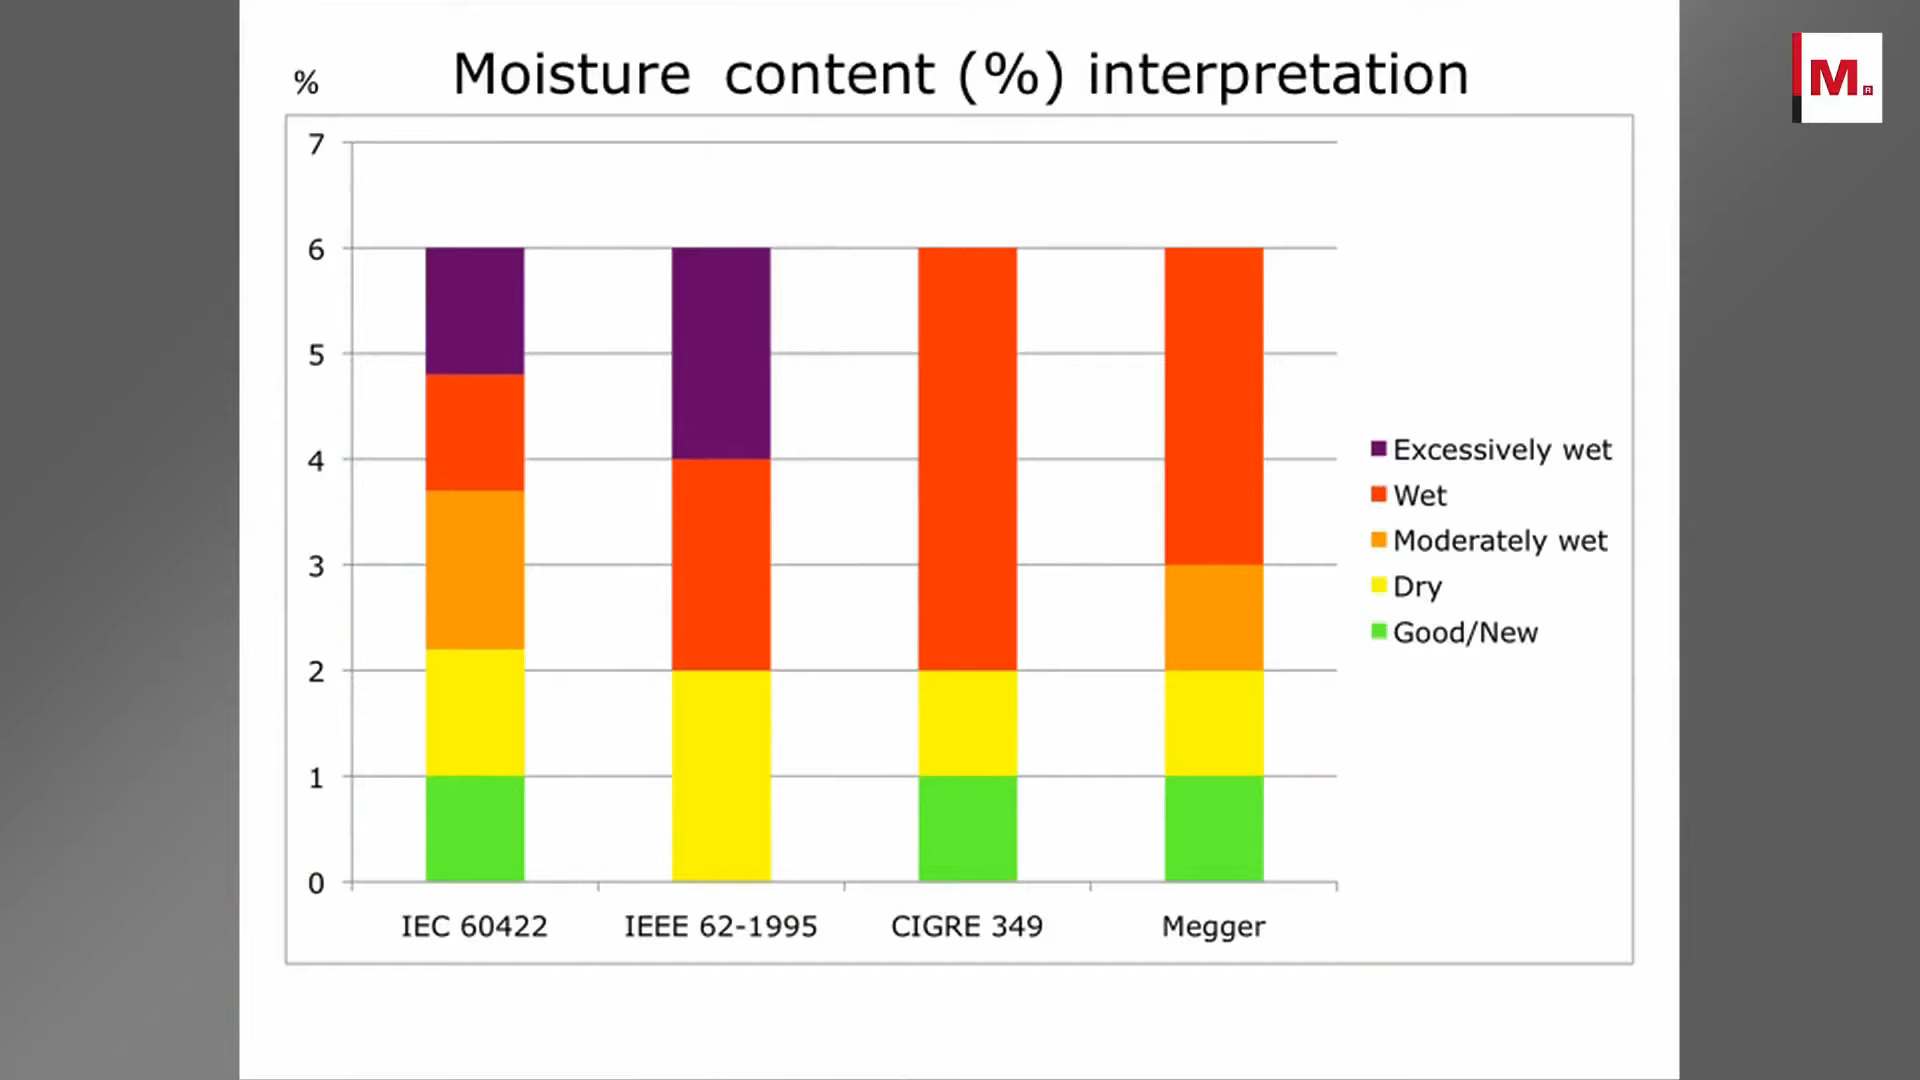 Moisture content (%) interpretation
%
7
6
5
4
3
2
1
0
IEC 60422
IEEE 62-1995
CIGRE 349
Megger
Excessively wet
Wet
Moderately wet
Dry
Good/New
M.